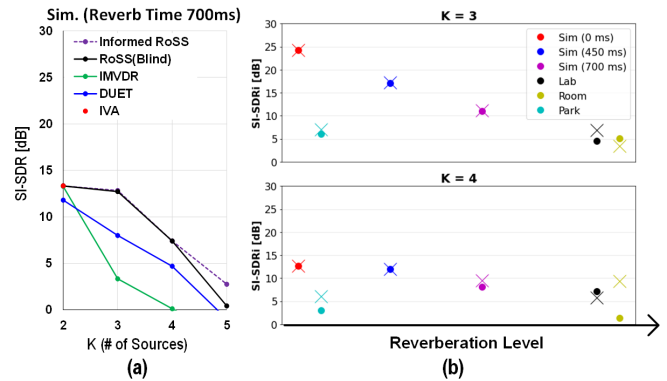 Sim. (Reverb Time 700ms)
30
25
20
15
10
5
0
SI-SDR [dB]
Informed RoSS
RoSS(Blind)
IMVDR
DUET
IVA
2 3 4 5
K (# of Sources)
(a)
K = 3
30
25
20
15
10
5
0
SI-SDRi [dB]
Sim (0 ms)
Sim (450 ms)
Sim (700 ms)
Lab
Room
Park
K = 4
30
25
20
15
10
5
0
SI-SDRi [dB]
Reverberation Level
(b)